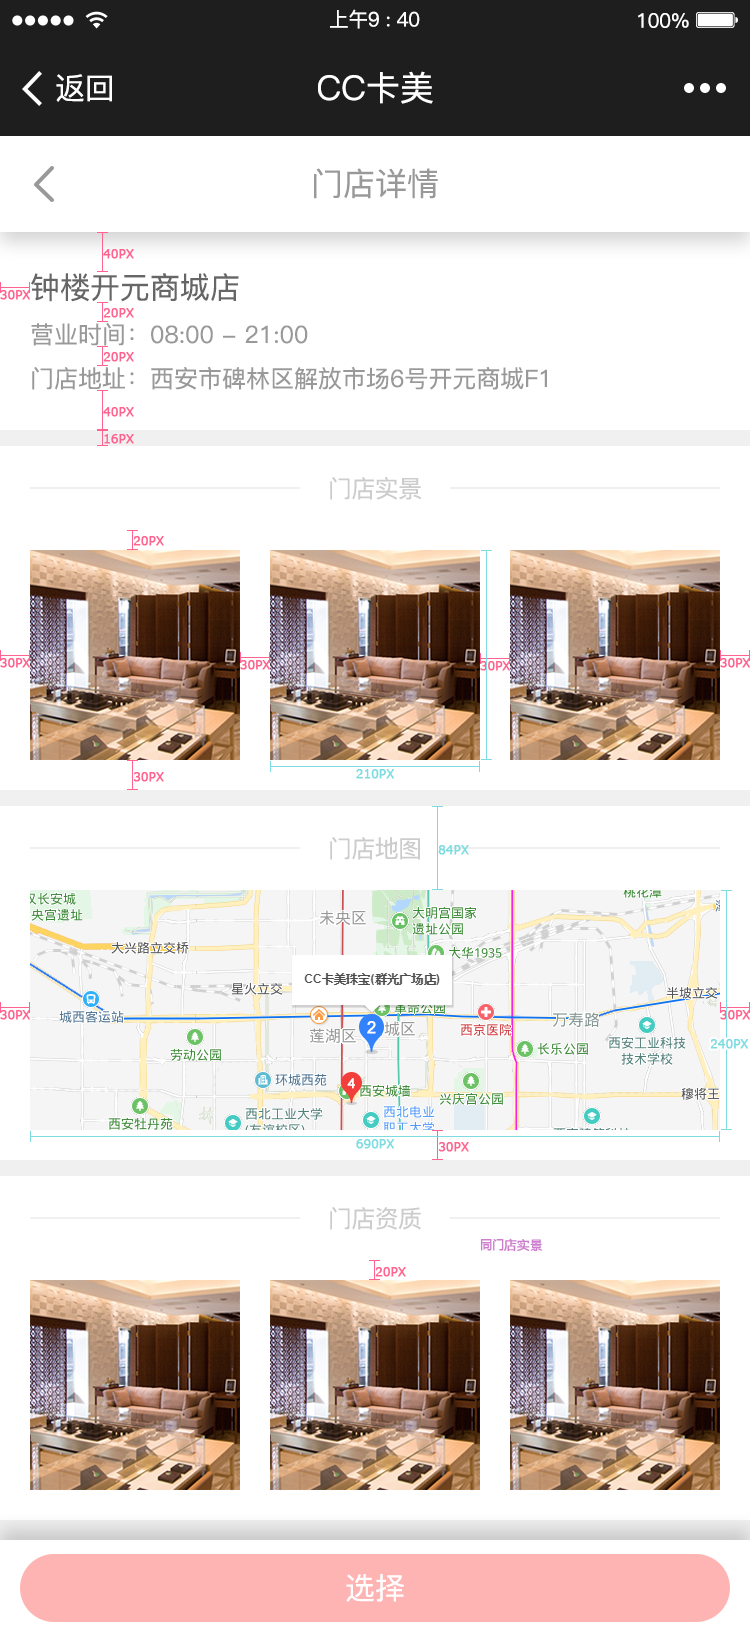 上午9 : 40
100%
返回
CC卡美
门店详情
40PX
30PX
钟楼开元商城店
20PX
营业时间：08:00 – 21:00
20PX
门店地址：西安市碑林区解放市场6号开元商城F1
40PX
16PX
门店实景
20PX
30PX
30PX
30PX
30PX
30PX
210PX
门店地图
84PX
双长安城
央宫遗址
未央区
大明宫国家
遗址公园
桃花潭
大兴路立交桥
大华1935
CC卡美珠宝(群光广场店)
星火立交
半坡立交
30PX
城西客运站
革命公园
西京医院
万寿路
30PX
莲湖区
2
城区
240PX
劳动公园
长乐公园
西安工业科技
技术学校
环城西苑
4
西安城墙
兴庆宫公园
穆将王
西安牡丹苑
西北工业大学
(友谊校区)
西北电业
职工大学
690PX
30PX
门店资质
同门店实景
20PX
选择